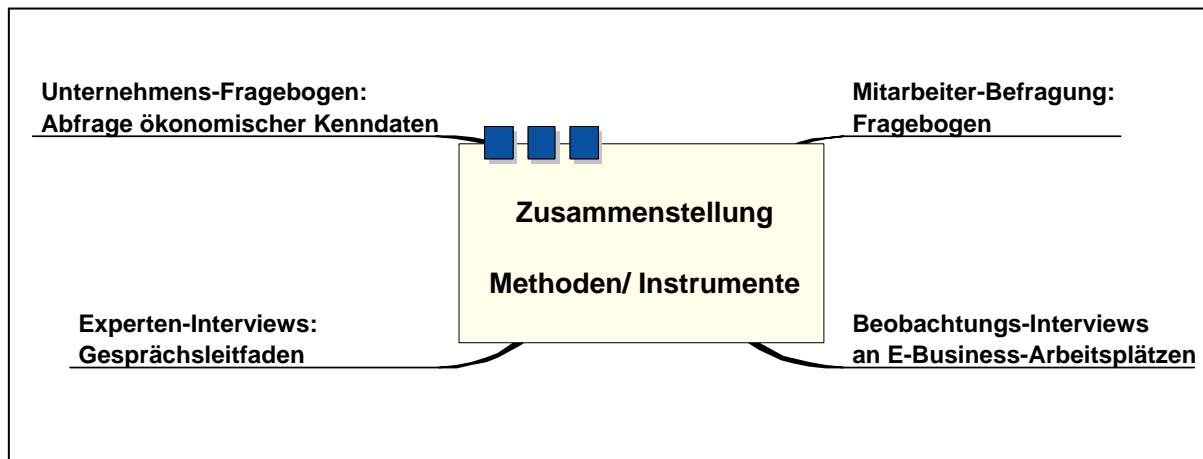 Unternehmens-Fragebogen:
Abfrage ökonomischer Kenndaten
Mitarbeiter-Befragung:
Fragebogen
Zusammenstellung
Methoden/ Instrumente
Experten-Interviews:
Gesprächsleitfaden
Beobachtungs-Interviews
an E-Business-Arbeitsplätzen